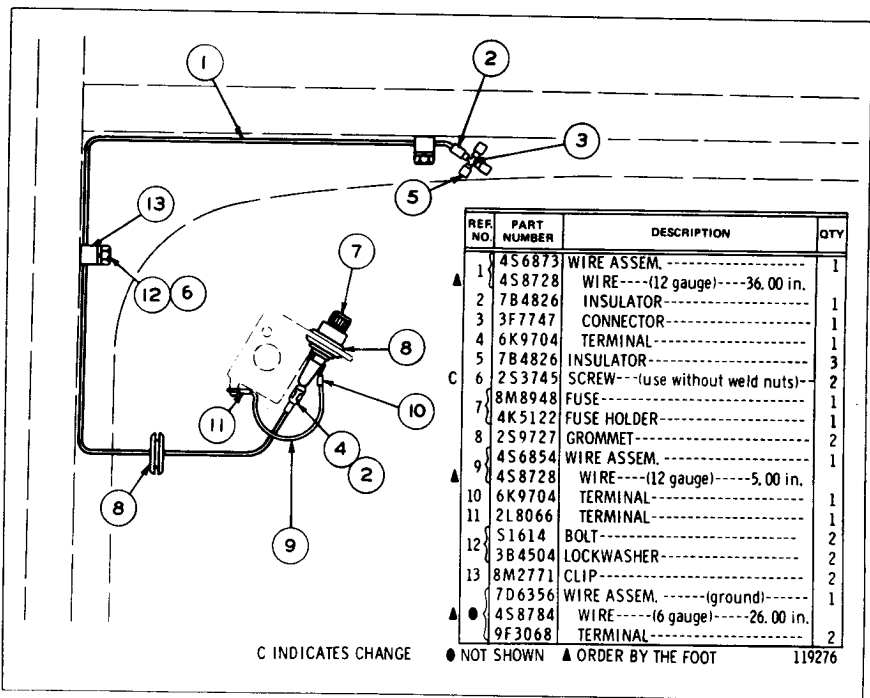 1
2
3
5
13
12 6
7
8
11
10
4
2
8
9
REF. NO. PART NUMBER DESCRIPTION QTY
1 4S6873 WIRE ASSEM. -------------------- 1
▲ 4S8728 WIRE----(12 gauge)----36.00 in.
2 7B4826 INSULATOR-------------------- 1
3 3F7747 CONNECTOR------------------- 1
4 6K9704 TERMINAL--------------------- 1
5 7B4826 INSULATOR----------------------- 3
C 6 2S3745 SCREW---(use without weld nuts)-- 2
7 8M8948 FUSE----------------------------- 1
4K5122 FUSE HOLDER--------------------- 1
8 2S9727 GROMMET------------------------ 2
9 4S6854 WIRE ASSEM. -------------------- 1
▲ 4S8728 WIRE----(12 gauge)-----5.00 in.
10 6K9704 TERMINAL--------------------- 1
11 2L8066 TERMINAL--------------------- 1
12 S1614 BOLT----------------------------- 2
3B4504 LOCKWASHER--------------------- 2
13 8M2771 CLIP----------------------------- 2
7D6356 WIRE ASSEM. ------(ground)------ 1
▲ ● 4S8784 WIRE-----(6 gauge)-----26.00 in.
9F3068 TERMINAL--------------------- 2
C INDICATES CHANGE ● NOT SHOWN ▲ ORDER BY THE FOOT 119276